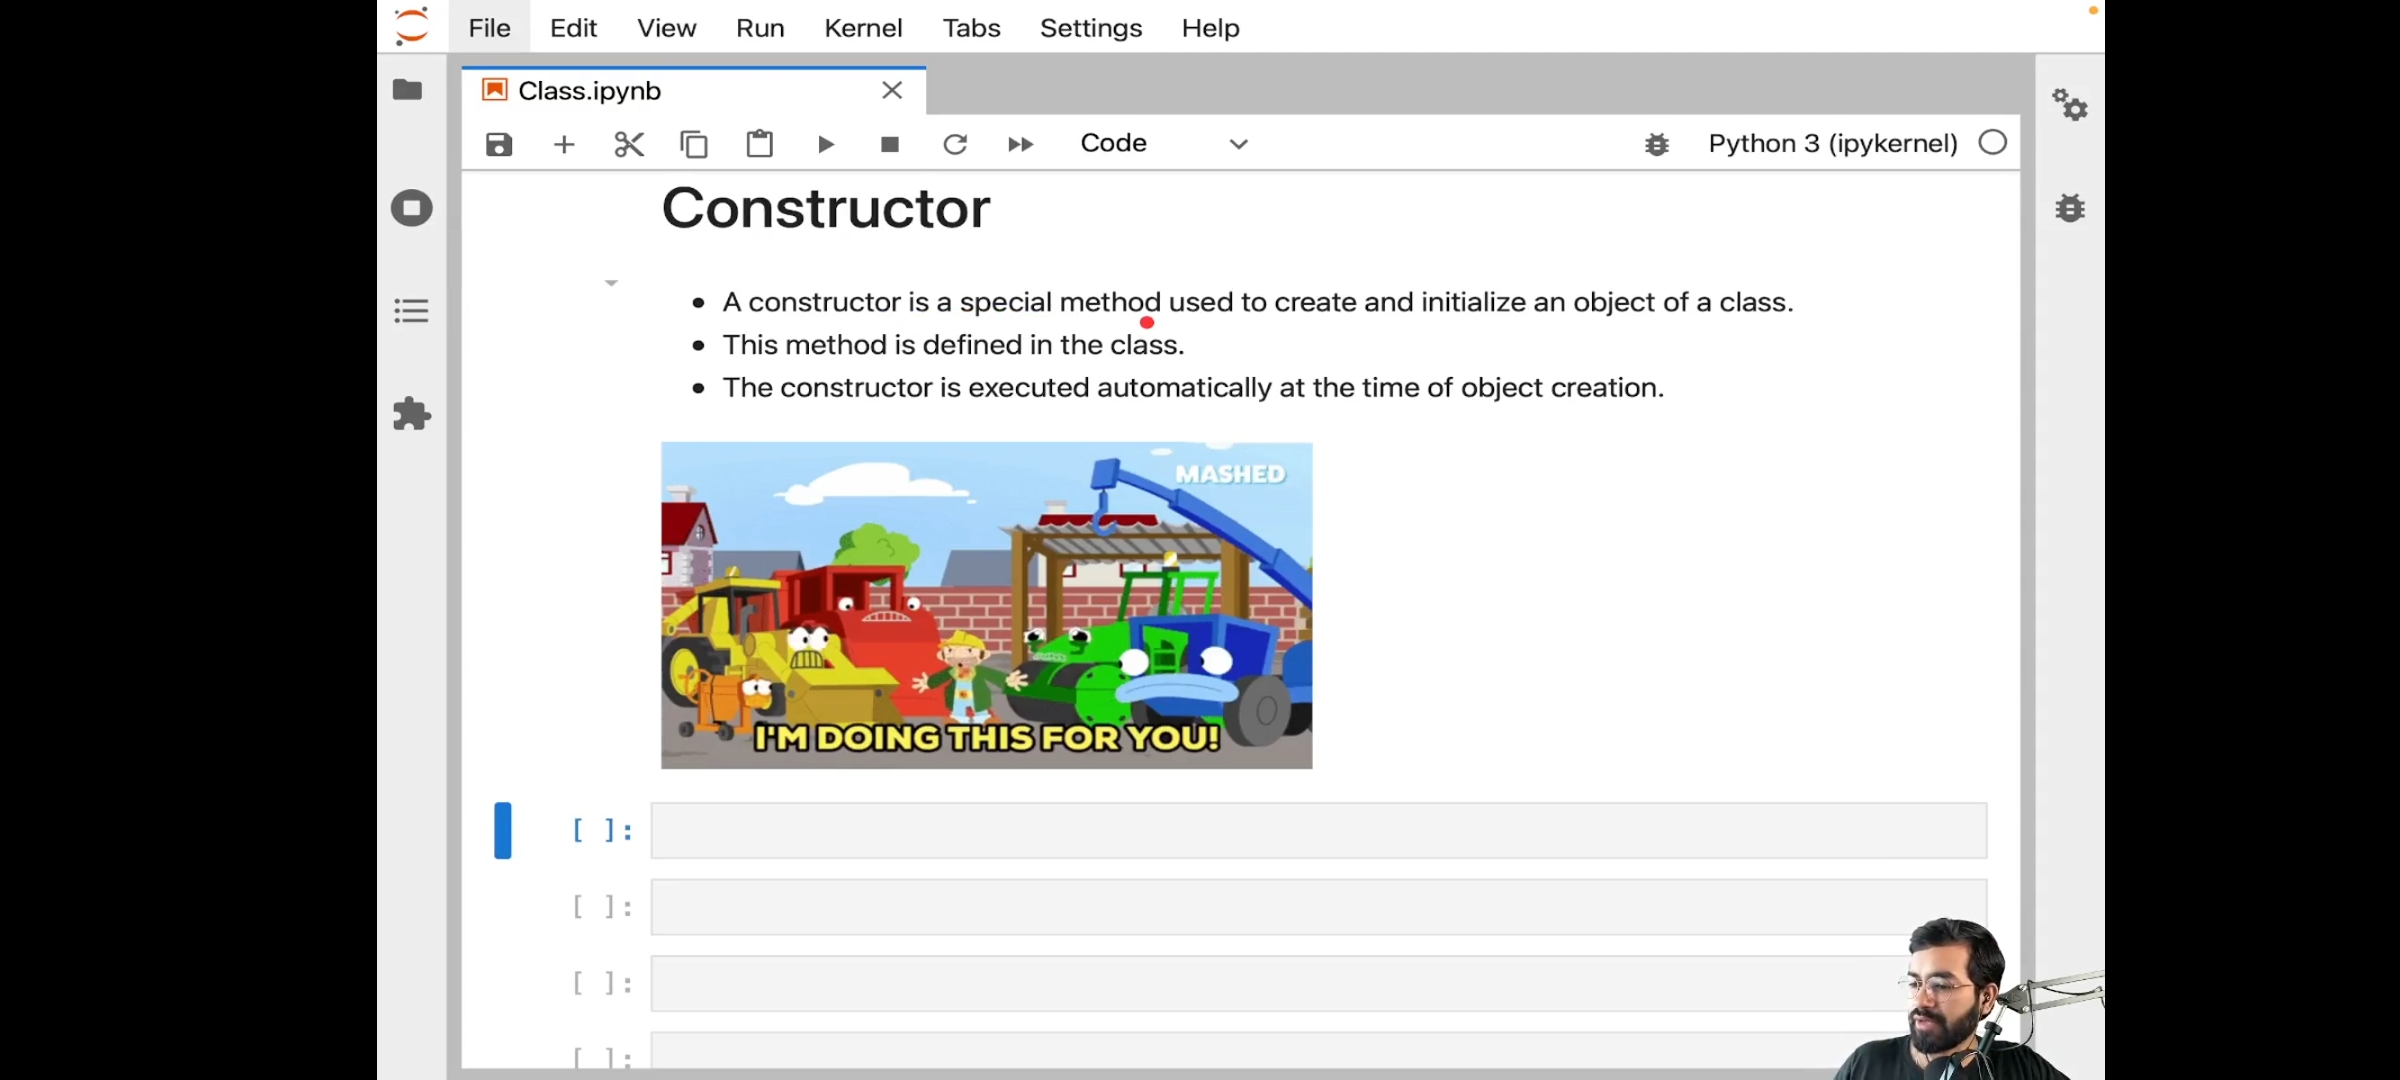 File Edit View Run Kernel Tabs Settings Help
Class.ipynb
Code
Python 3 (ipykernel)
Constructor
• A constructor is a special method used to create and initialize an object of a class.
• This method is defined in the class.
• The constructor is executed automatically at the time of object creation.
MASHED
I'M DOING THIS FOR YOU!
[ ]:
[ ]:
[ ]:
[ ]: